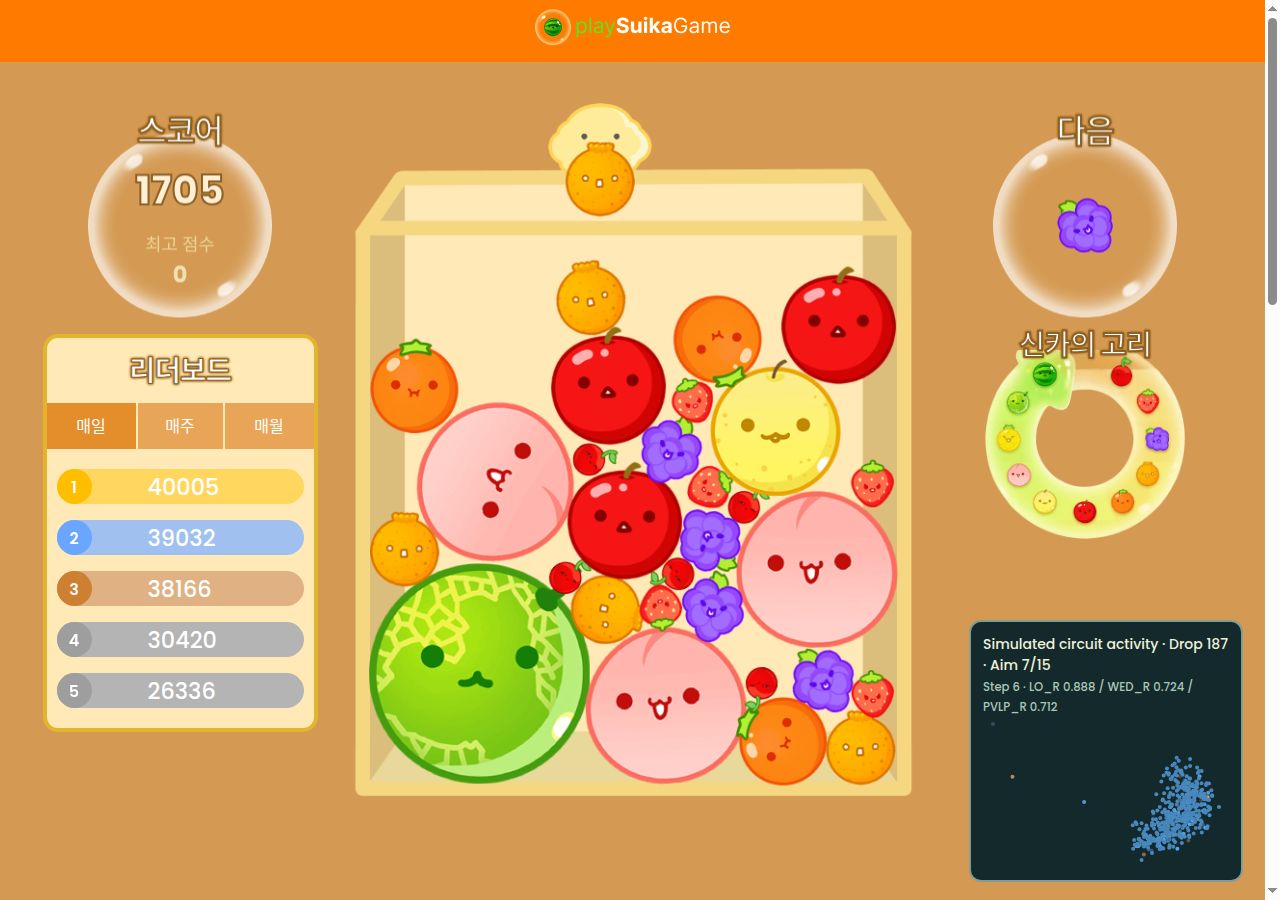 playSuikaGame
스코어
1705
최고 점수
0
다음
신카의 고리
리더보드
매일 매주 매월
1 40005
2 39032
3 38166
4 30420
5 26336
Simulated circuit activity · Drop 187
· Aim 7/15
Step 6 · LO_R 0.888 / WED_R 0.724 /
PVLP_R 0.712